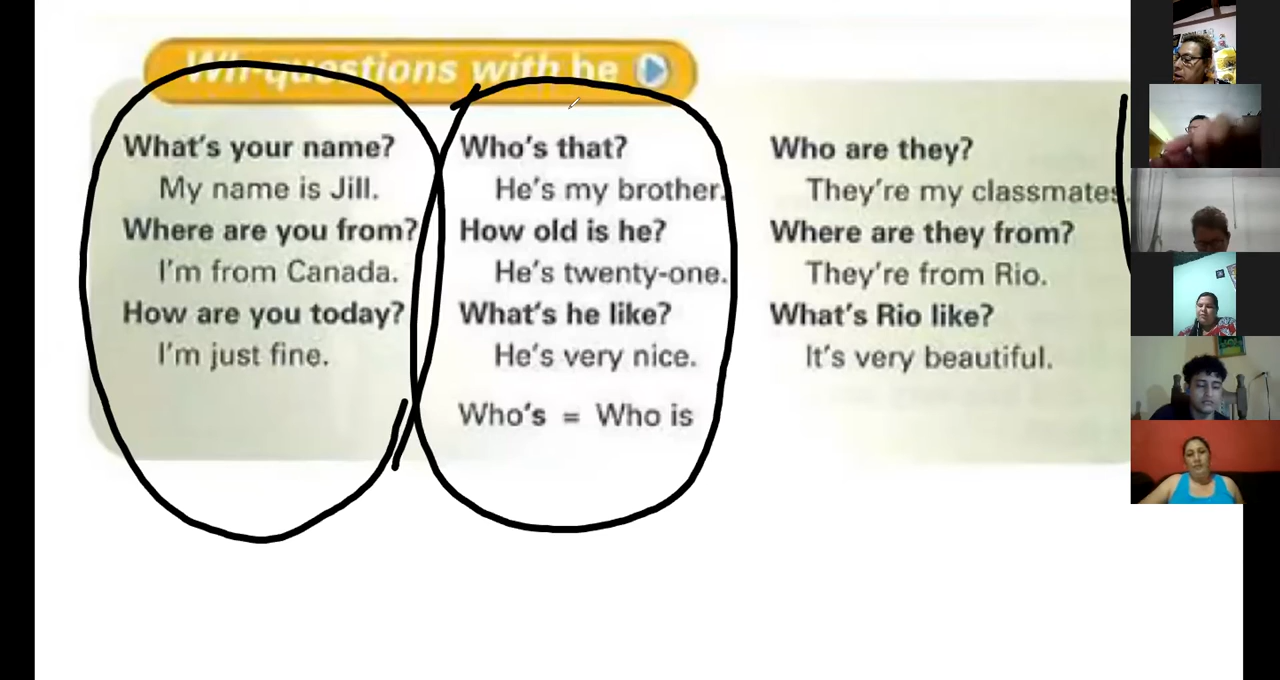 Wh-questions with be
What's your name?
My name is Jill.
Where are you from?
I'm from Canada.
How are you today?
I'm just fine.
Who's that?
He's my brother.
How old is he?
He's twenty-one.
What's he like?
He's very nice.
Who's = Who is
Who are they?
They're my classmates.
Where are they from?
They're from Rio.
What's Rio like?
It's very beautiful.